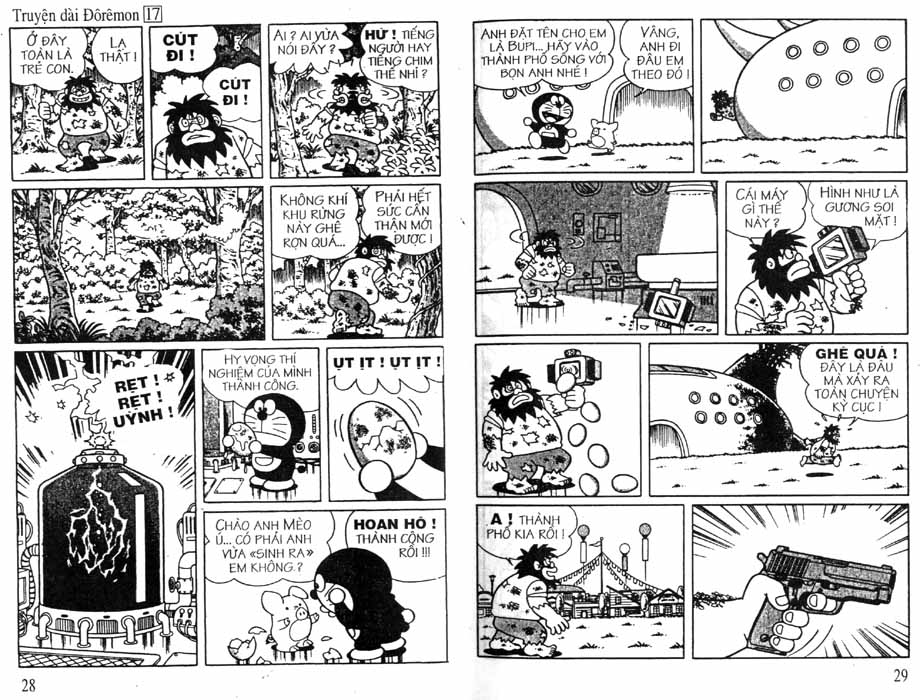 Truyện dài Đôrêmon 17
Ở ĐÂY
TOÀN LÀ
TRẺ CON.
LẠ
THẬT !
CÚT
ĐI !
CÚT
ĐI !
AI ? AI VỪA
NÓI ĐẤY ?
HỪ ! TIẾNG
NGƯỜI HAY
TIẾNG CHIM
THẾ NHỈ ?
KHÔNG KHÍ
KHU RỪNG
NÀY GHÊ
RỢN QUÁ...
PHẢI HẾT
SỨC CẨN
THẬN MỚI
ĐƯỢC !
RẸT !
RẸT !
UỲNH !
HY VỌNG THÍ
NGHIỆM CỦA MÌNH
THÀNH CÔNG.
ỤT ỊT ! ỤT ỊT !
CHÀO ANH MÈO
Ú... CÓ PHẢI ANH
VỪA «SINH RA»
EM KHÔNG ?
HOAN HÔ !
THÀNH CÔNG
RỒI !!!
28
ANH ĐẶT TÊN CHO EM
LÀ BUPI... HÃY VÀO
THÀNH PHỐ SỐNG VỚI
BỌN ANH NHÉ !
VÂNG,
ANH ĐI
ĐÂU EM
THEO ĐÓ !
CÁI MÁY
GÌ THẾ
NÀY ?
HÌNH NHƯ LÀ
GƯƠNG SOI
MẶT !
GHÊ QUÁ !
ĐÂY LÀ ĐÂU
MÀ XẢY RA
TOÀN CHUYỆN
KỲ CỤC !
A ! THÀNH
PHỐ KIA RỒI !
29